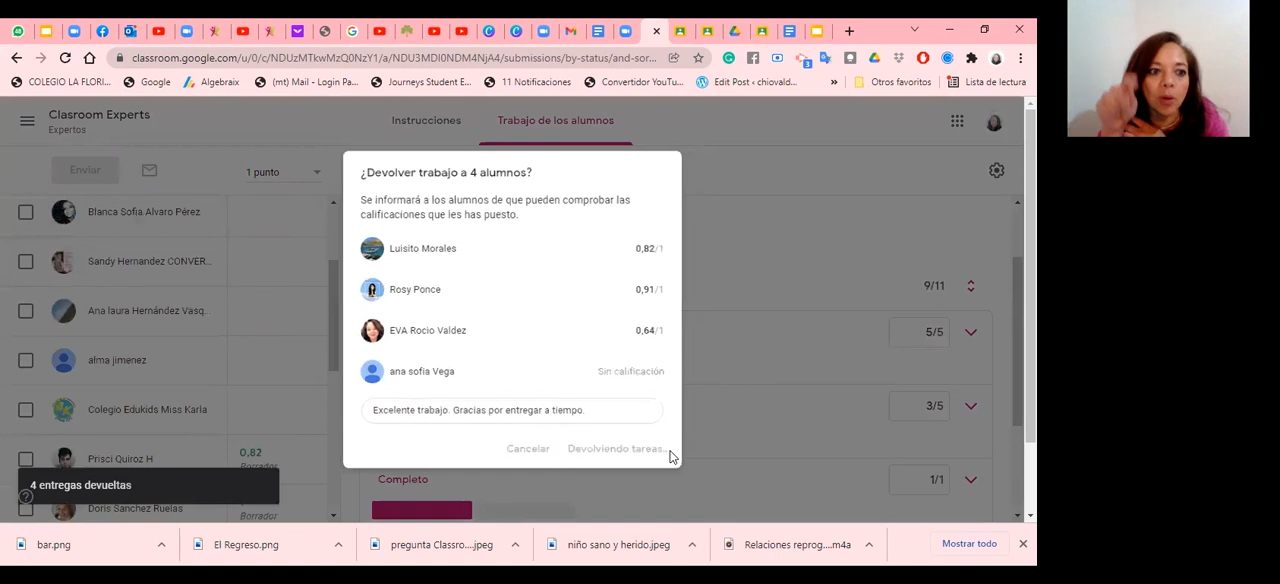 classroom.google.com/u/0/c/NDUzMTkwMzQ0NzY1/a/NDU3MDI0NDM4NjA4/submissions/by-status/and-sor...
COLEGIO LA FLORI...
Google
Algebraix
(mt) Mail - Login Pa...
Journeys Student E...
11 Notificaciones
Convertidor YouTu...
Edit Post ‹ chiovald...
»
Otros favoritos
Lista de lectura
Clasroom Experts
Expertos
Instrucciones
Trabajo de los alumnos
Enviar
1 punto
¿Devolver trabajo a 4 alumnos?
Se informará a los alumnos de que pueden comprobar las
calificaciones que les has puesto.
Luisito Morales
0,82/1
Rosy Ponce
0,91/1
EVA Rocio Valdez
0,64/1
ana sofia Vega
Sin calificación
Excelente trabajo. Gracias por entregar a tiempo.
Cancelar
Devolviendo tareas...
Blanca Sofia Alvaro Pérez
Sandy Hernandez CONVER...
Ana laura Hernández Vasq...
alma jimenez
Colegio Edukids Miss Karla
Prisci Quiroz H
0,82
Borrador
Doris Sanchez Ruelas
Borrador
4 entregas devueltas
9/11
5/5
3/5
Completo
1/1
bar.png
El Regreso.png
pregunta Classro....jpeg
niño sano y herido.jpeg
Relaciones reprog....m4a
Mostrar todo